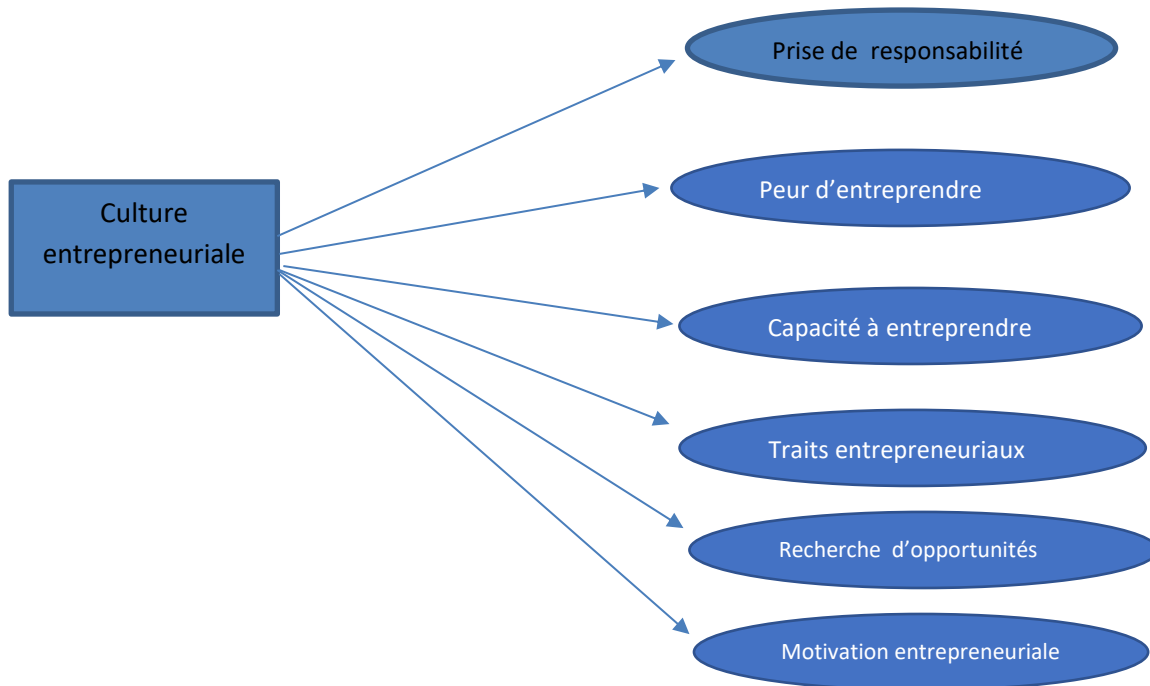 Prise de  responsabilité
Peur d’entreprendre
Culture
entrepreneuriale
Capacité à entreprendre
Traits entrepreneuriaux
Recherche  d’opportunités
Motivation entrepreneuriale